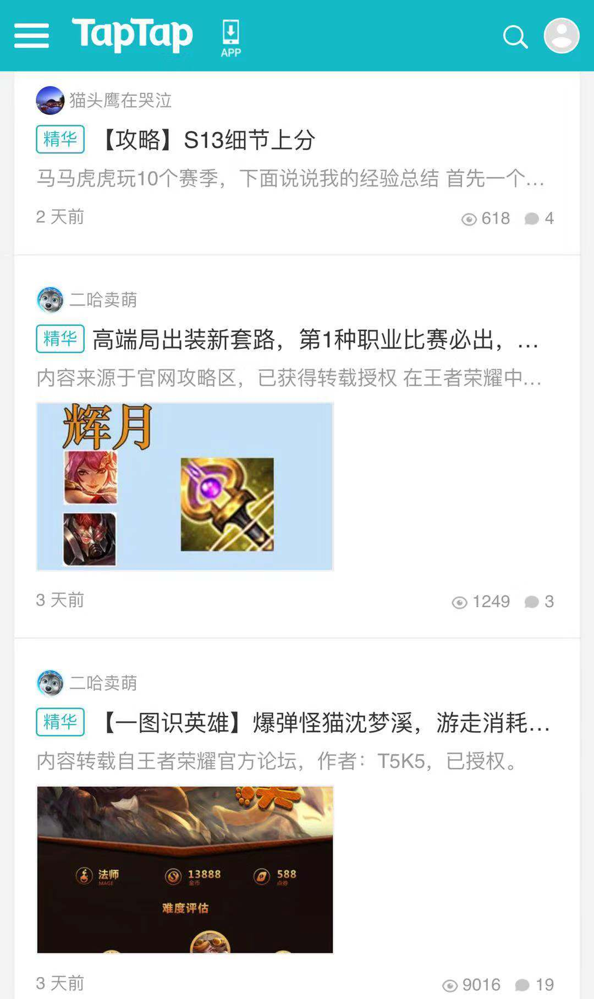 TapTap
APP
猫头鹰在哭泣
精华 【攻略】S13细节上分
马马虎虎玩10个赛季，下面说说我的经验总结 首先一个…
2 天前 618 4
二哈卖萌
精华 高端局出装新套路，第1种职业比赛必出，…
内容来源于官网攻略区，已获得转载授权 在王者荣耀中…
辉月
3 天前 1249 3
二哈卖萌
精华 【一图识英雄】爆弹怪猫沈梦溪，游走消耗…
内容转载自王者荣耀官方论坛，作者：T5K5，已授权。
法师 13888 588
MAGE 金币 点券
难度评估
3 天前 9016 19